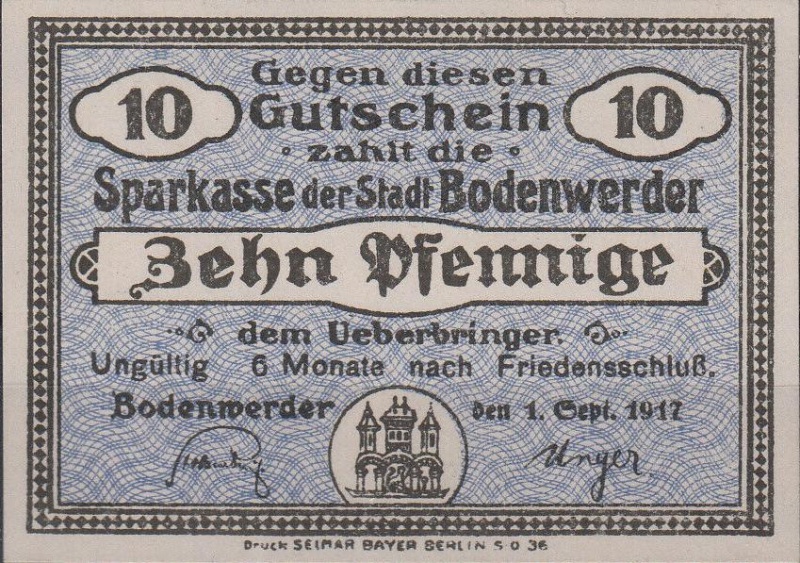 Gegen diesen
10 Gutschein 10
zahlt die
Sparkasse der Stadt Bodenwerder
Zehn Pfennige
dem Ueberbringer.
Ungültig 6 Monate nach Friedensschluß.
Bodenwerder den 1. Sept. 1917
Unger
Druck SELMAR BAYER BERLIN S.O 36